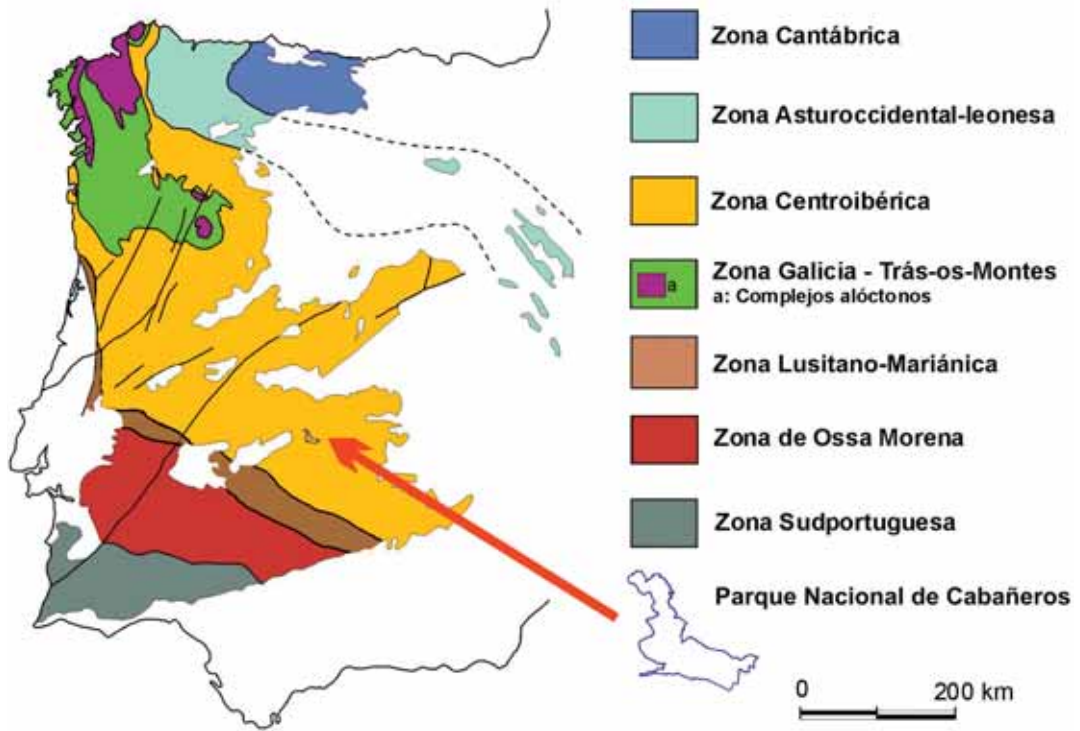 Zona Cantábrica
Zona Asturoccidental-leonesa
Zona Centroibérica
Zona Galicia - Trás-os-Montes
a
a: Complejos alóctonos
Zona Lusitano-Mariánica
Zona de Ossa Morena
Zona Sudportuguesa
Parque Nacional de Cabañeros
0 200 km